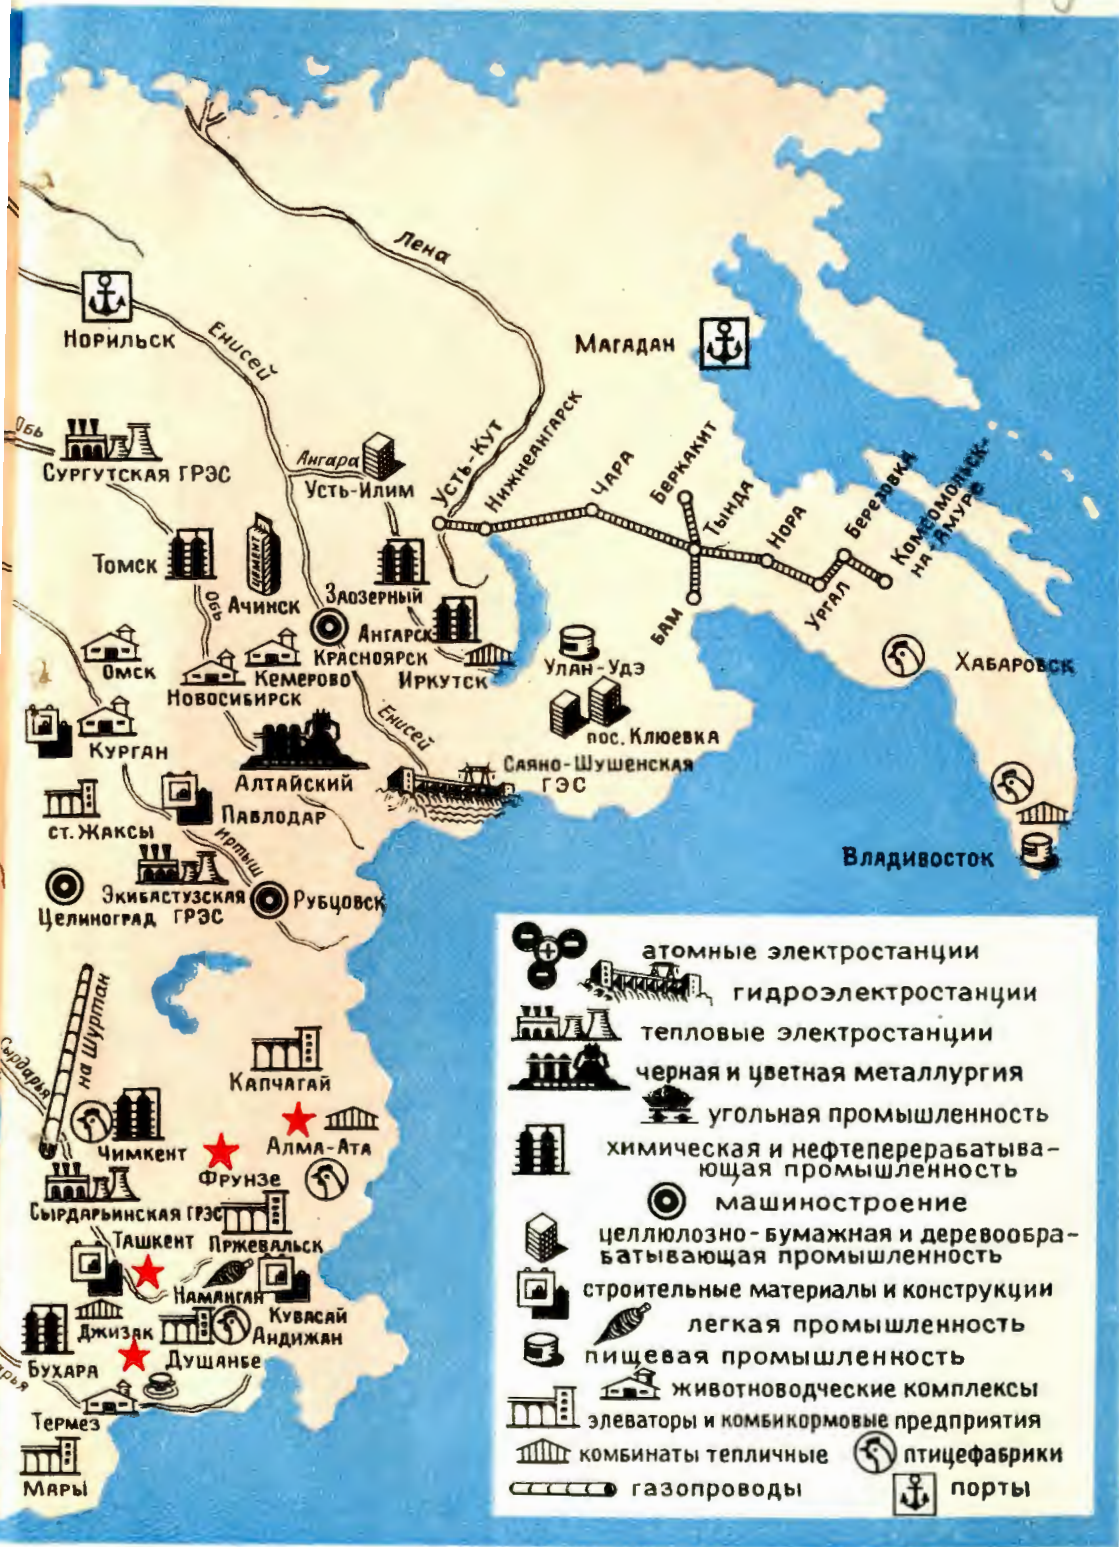 Лена
Норильск
Енисей
Магадан
Обь
Сургутская ГРЭС
Ангара
Усть-Илим
Усть-Кут
Нижнеангарск
Чара
Беркакит
Тында
Нора
Березовка
Комсомольск-
на-Амуре
Ургал
БАМ
Томск
Обь
ЦЕМЕНТ
Ачинск
Заозерный
Ангарск
Красноярск
Иркутск
Улан-Удэ
Хабаровск
Омск
Кемерово
Новосибирск
Курган
Енисей
пос. Клюевка
Саяно-Шушенская
ГЭС
Алтайский
Павлодар
ст. Жаксы
Иртыш
Экибастузская
ГРЭС
Целиноград
Рубцовск
Владивосток
на Шуртан
Сырдарья
Капчагай
Чимкент
Алма-Ата
Фрунзе
Сырдарьинская ГРЭС
Ташкент
Пржевальск
Наманган
Кувасай
Джизак
Андижан
Бухара
Душанбе
Термез
Мары
атомные электростанции
гидроэлектростанции
тепловые электростанции
черная и цветная металлургия
угольная промышленность
химическая и нефтеперерабатыва-
ющая промышленность
машиностроение
целлюлозно-бумажная и деревообра-
батывающая промышленность
строительные материалы и конструкции
легкая промышленность
пищевая промышленность
животноводческие комплексы
элеваторы и комбикормовые предприятия
комбинаты тепличные
птицефабрики
газопроводы
порты